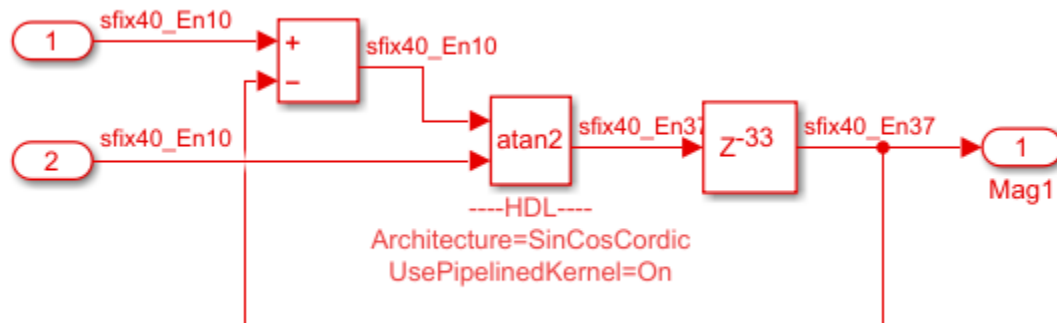 sfix40_En10
1
+
−
sfix40_En10
sfix40_En10
2
atan2
sfix40_En37
Z-33
sfix40_En37
1
Mag1
----HDL----
Architecture=SinCosCordic
UsePipelinedKernel=On